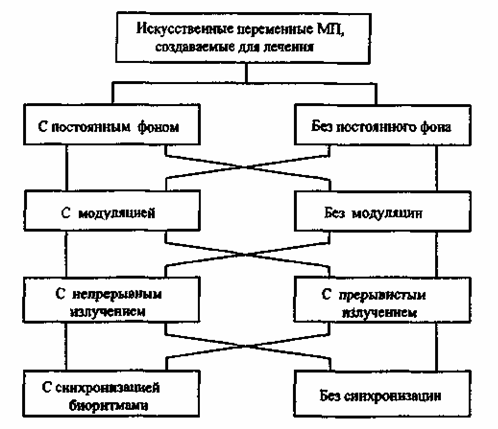 Искусственные переменные МП,
создаваемые для лечения
С постоянным фоном
Без постоянного фона
С модуляцией
Без модуляции
С непрерывным
излучением
С прерывистым
излучением
С синхронизацией
биоритмами
Без синхронизации